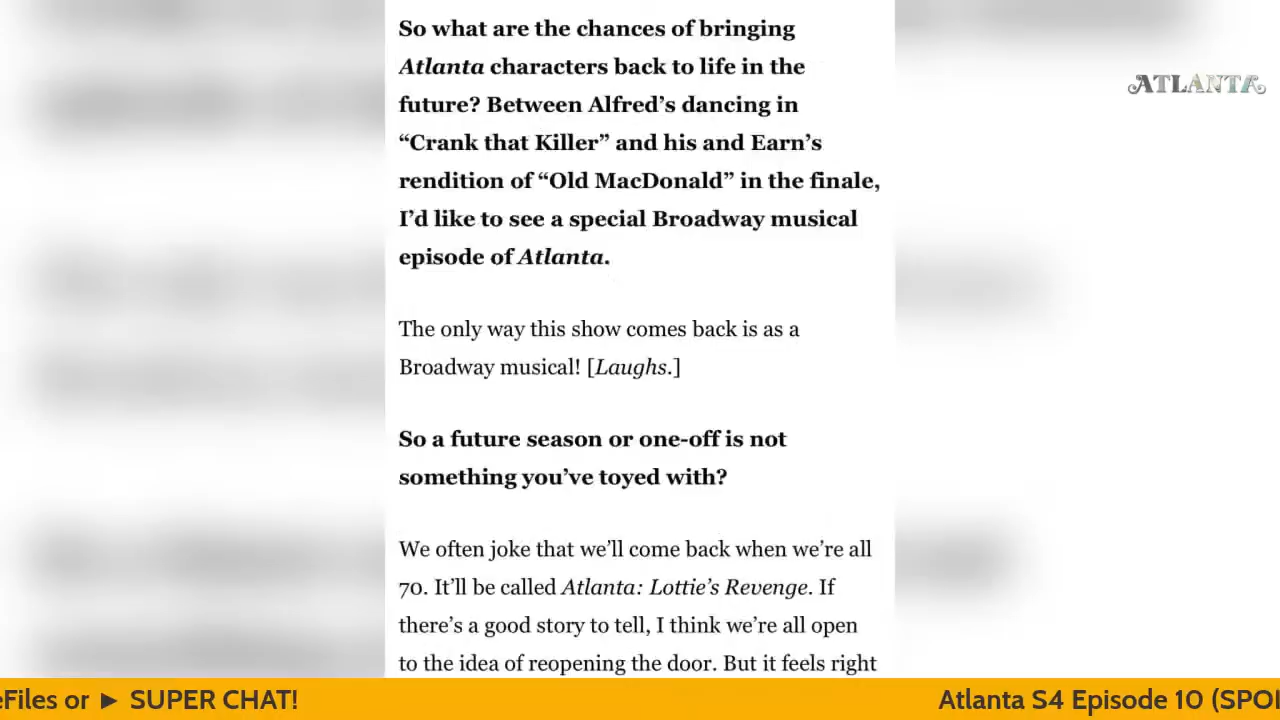 So what are the chances of bringing
Atlanta characters back to life in the
future? Between Alfred’s dancing in
“Crank that Killer” and his and Earn’s
rendition of “Old MacDonald” in the finale,
I’d like to see a special Broadway musical
episode of Atlanta.
The only way this show comes back is as a
Broadway musical! [Laughs.]
So a future season or one-off is not
something you’ve toyed with?
We often joke that we’ll come back when we’re all
70. It’ll be called Atlanta: Lottie’s Revenge. If
there’s a good story to tell, I think we’re all open
to the idea of reopening the door. But it feels right
ATLANTA
eFiles or ► SUPER CHAT!
Atlanta S4 Episode 10 (SPOI